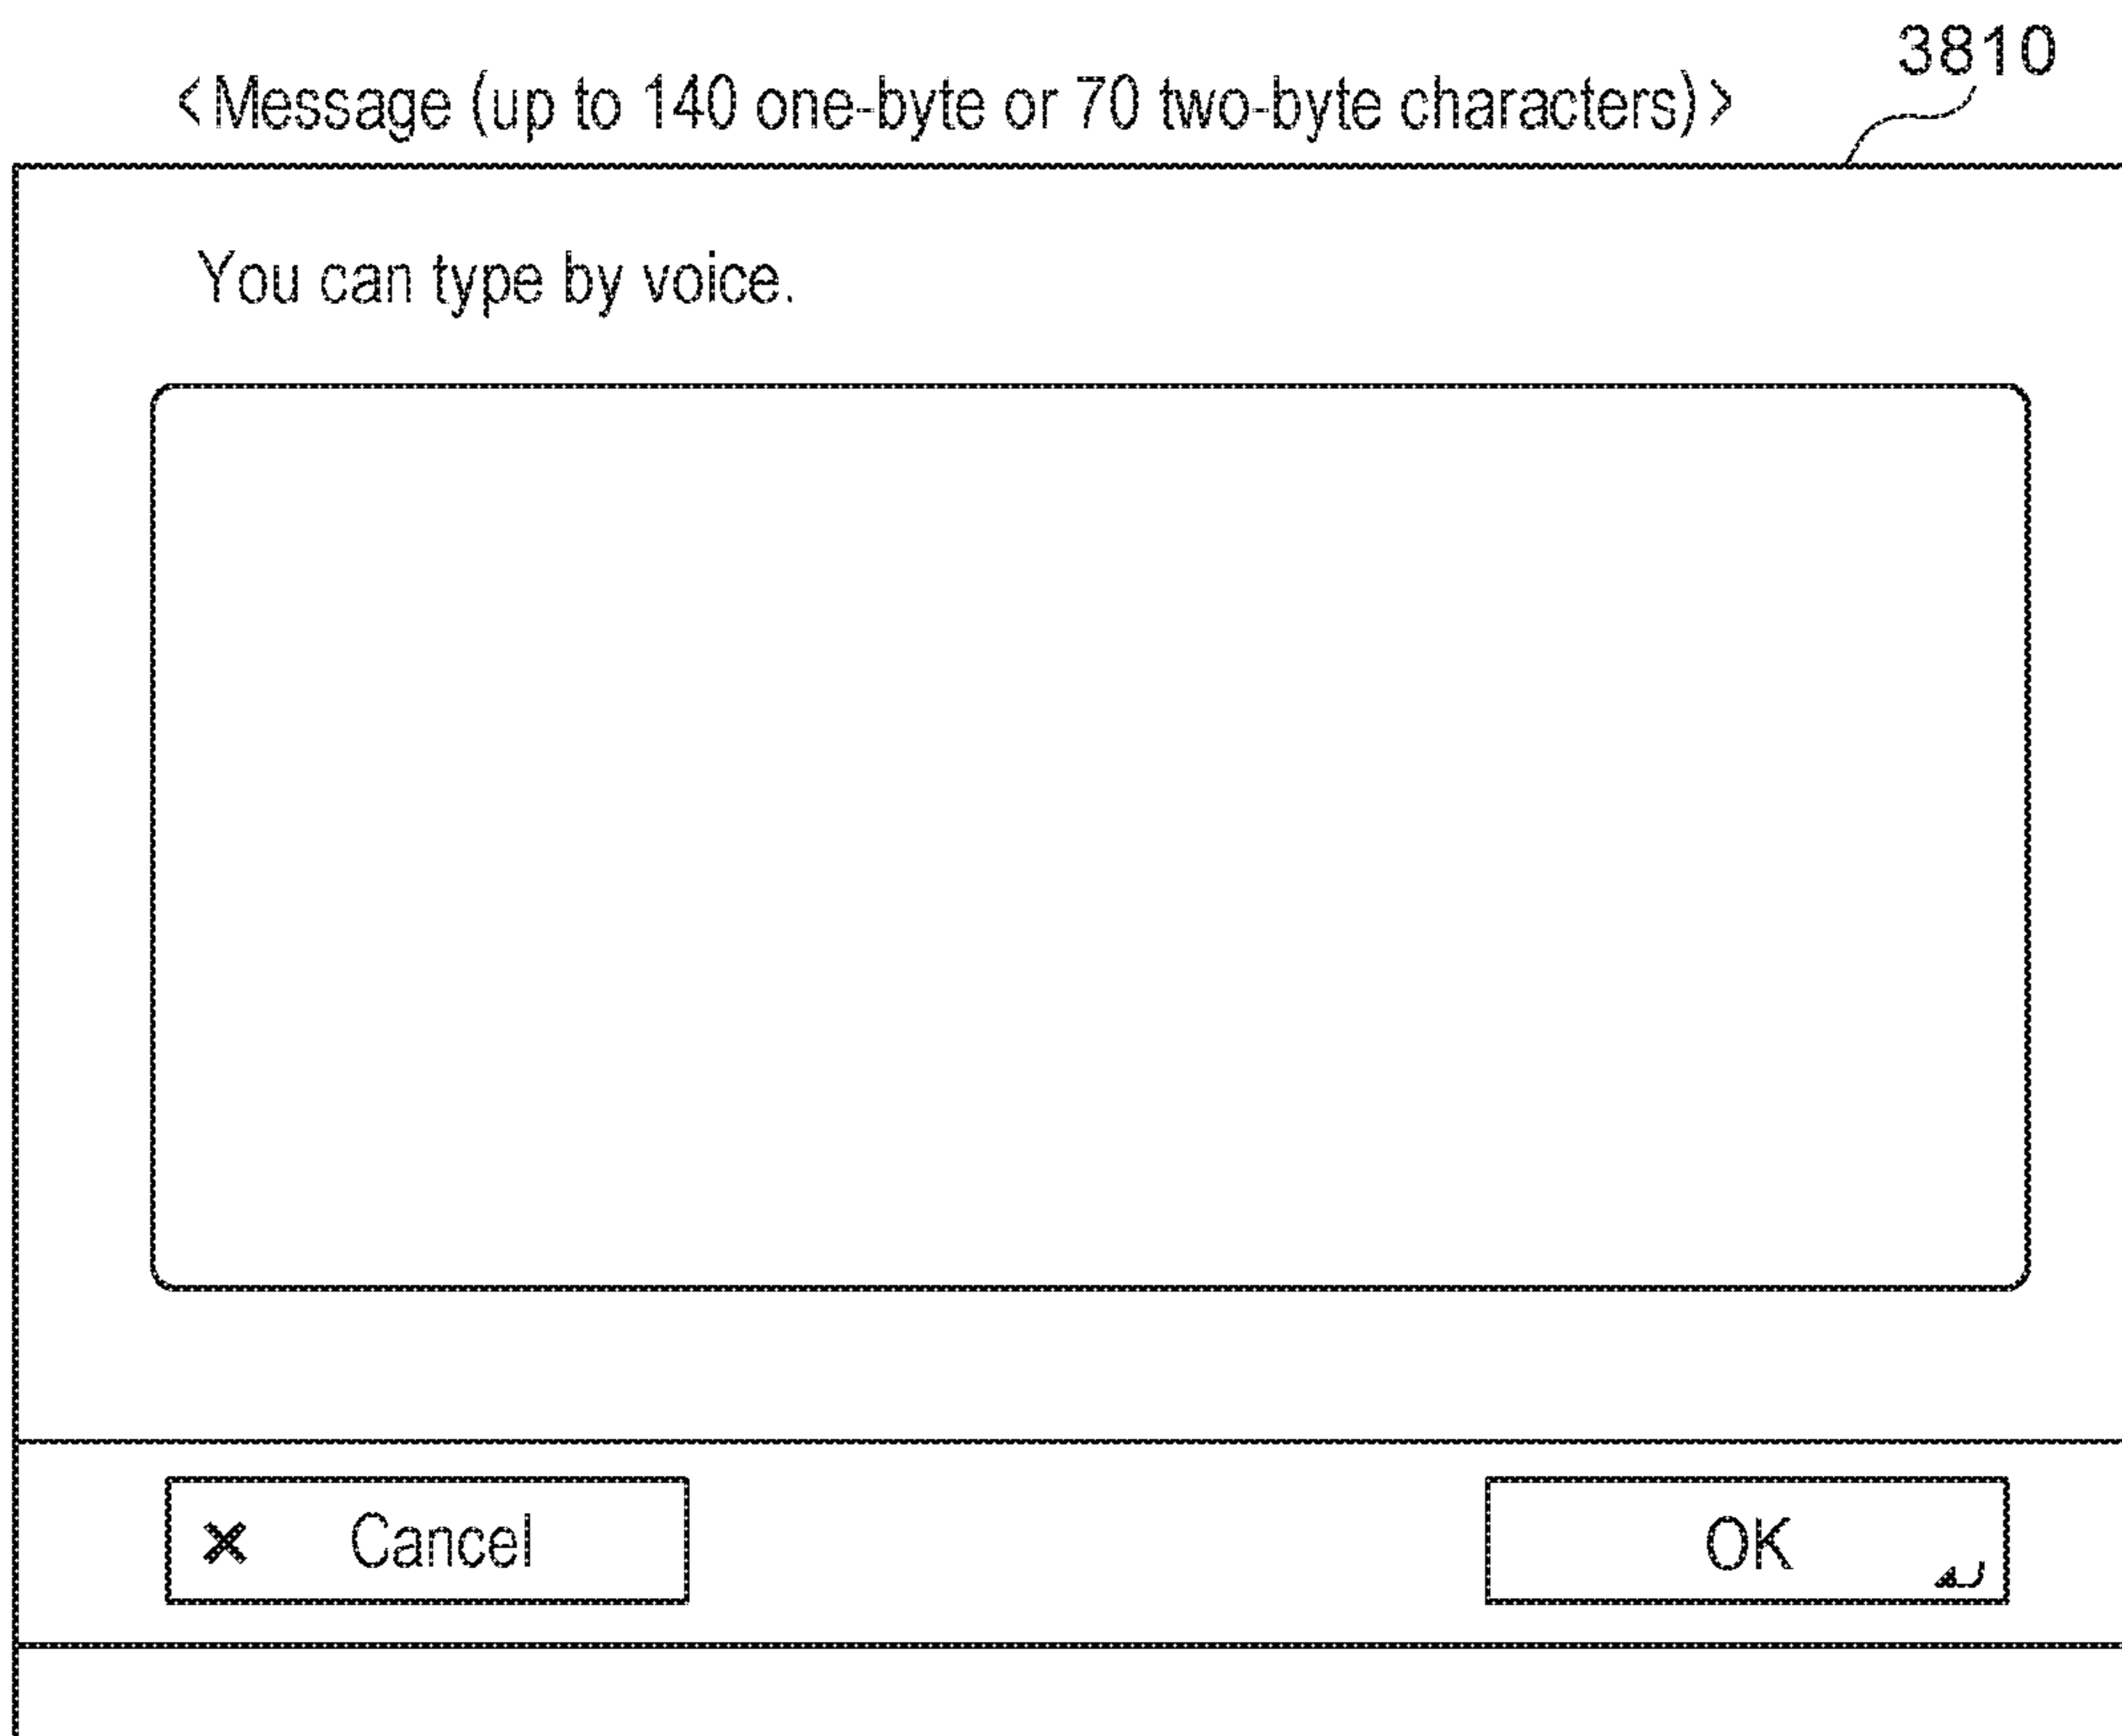 3810
<Message (up to 140 one-byte or 70 two-byte characters)>
You can type by voice.
× Cancel
OK